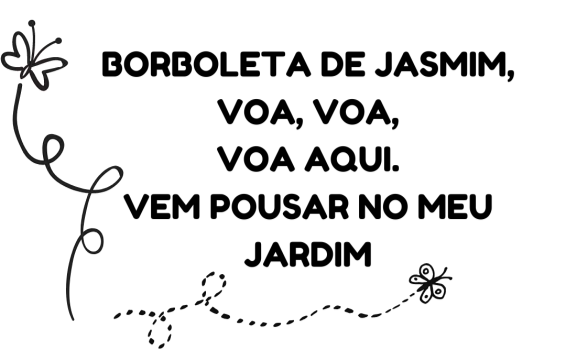 BORBOLETA DE JASMIM,
VOA, VOA,
VOA AQUI.
VEM POUSAR NO MEU
JARDIM